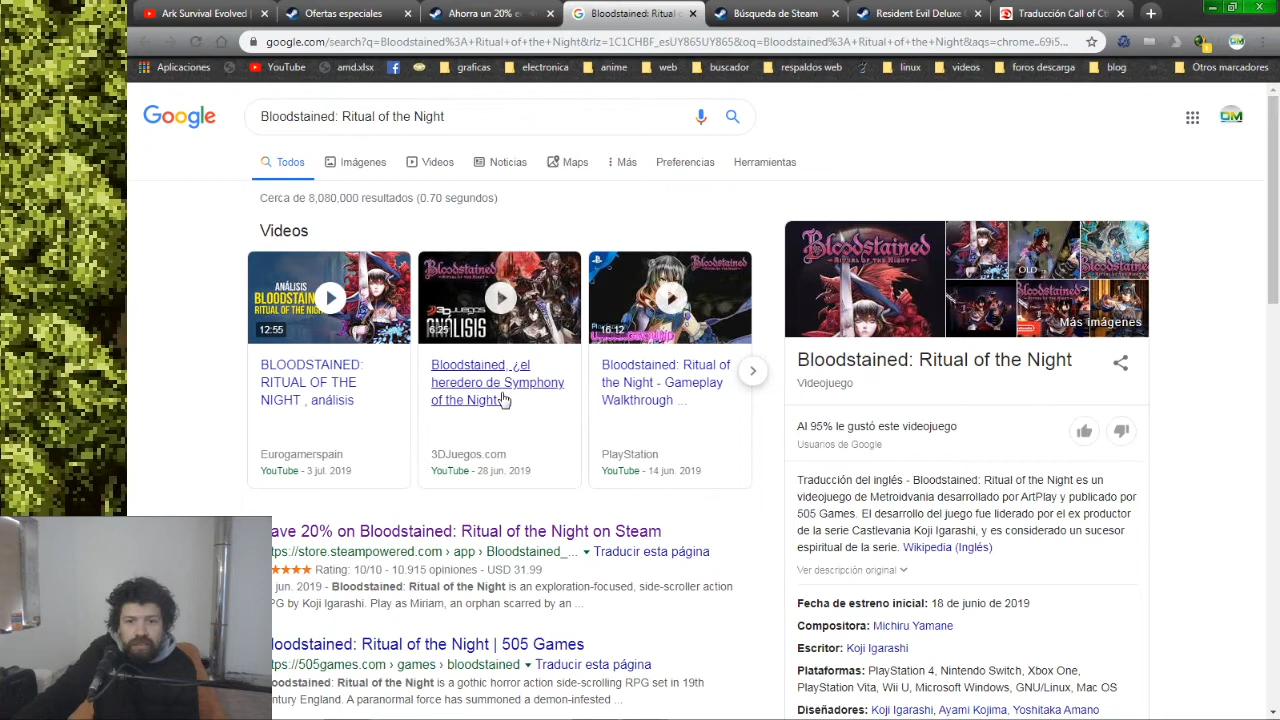 Ark Survival Evolved
Ofertas especiales
Ahorra un 20% e
Bloodstained: Ritual o
Búsqueda de Steam
Resident Evil Deluxe
Traducción Call of C
google.com/search?q=Bloodstained%3A+Ritual+of+the+Night&rlz=1C1CHBF_esUY865UY865&oq=Bloodstained%3A+Ritual+of+the+Night&aqs=chrome..69i5...
Aplicaciones
YouTube
amd.xlsx
graficas
electronica
anime
web
buscador
respaldos web
linux
videos
foros descarga
blog
Otros marcadores
Google
Bloodstained: Ritual of the Night
Todos
Imágenes
Videos
Noticias
Maps
Más
Preferencias
Herramientas
Cerca de 8,080,000 resultados (0.70 segundos)
Videos
ANÁLISIS
12:55
BLOODSTAINED:
RITUAL OF THE
NIGHT , análisis
Eurogamerspain
YouTube - 3 jul. 2019
BLOODSTAINED
3DJuegos
ANÁLISIS
Bloodstained, ¿el
heredero de Symphony
of the Night
3DJuegos.com
YouTube - 28 jun. 2019
BLOODSTAINED
16:12
Bloodstained: Ritual of
the Night - Gameplay
Walkthrough ...
PlayStation
YouTube - 14 jun. 2019
ave 20% on Bloodstained: Ritual of the Night on Steam
tps://store.steampowered.com › app › Bloodstained_... Traducir esta página
Rating: 10/10 - 10.915 opiniones - USD 31.99
jun. 2019 - Bloodstained: Ritual of the Night is an exploration-focused, side-scroller action
PG by Koji Igarashi. Play as Miriam, an orphan scarred by an ...
loodstained: Ritual of the Night | 505 Games
tps://505games.com › games › bloodstained Traducir esta página
oodstained: Ritual of the Night is a gothic horror action side-scrolling RPG set in 19th
entury England. A paranormal force has summoned a demon-infested ...
BLOODSTAINED
RITUAL OF THE NIGHT
OLD
Más imágenes
Bloodstained: Ritual of the Night
Videojuego
Al 95% le gustó este videojuego
Usuarios de Google
Traducción del inglés - Bloodstained: Ritual of the Night es un
videojuego de Metroidvania desarrollado por ArtPlay y publicado por
505 Games. El desarrollo del juego fue liderado por el ex productor
de la serie Castlevania Koji Igarashi, y es considerado un sucesor
espiritual de la serie. Wikipedia (Inglés)
Ver descripción original
Fecha de estreno inicial: 18 de junio de 2019
Compositora: Michiru Yamane
Escritor: Koji Igarashi
Plataformas: PlayStation 4, Nintendo Switch, Xbox One,
PlayStation Vita, Wii U, Microsoft Windows, GNU/Linux, Mac OS
Diseñadores: Koji Igarashi, Ayami Kojima, Yoshitaka Amano